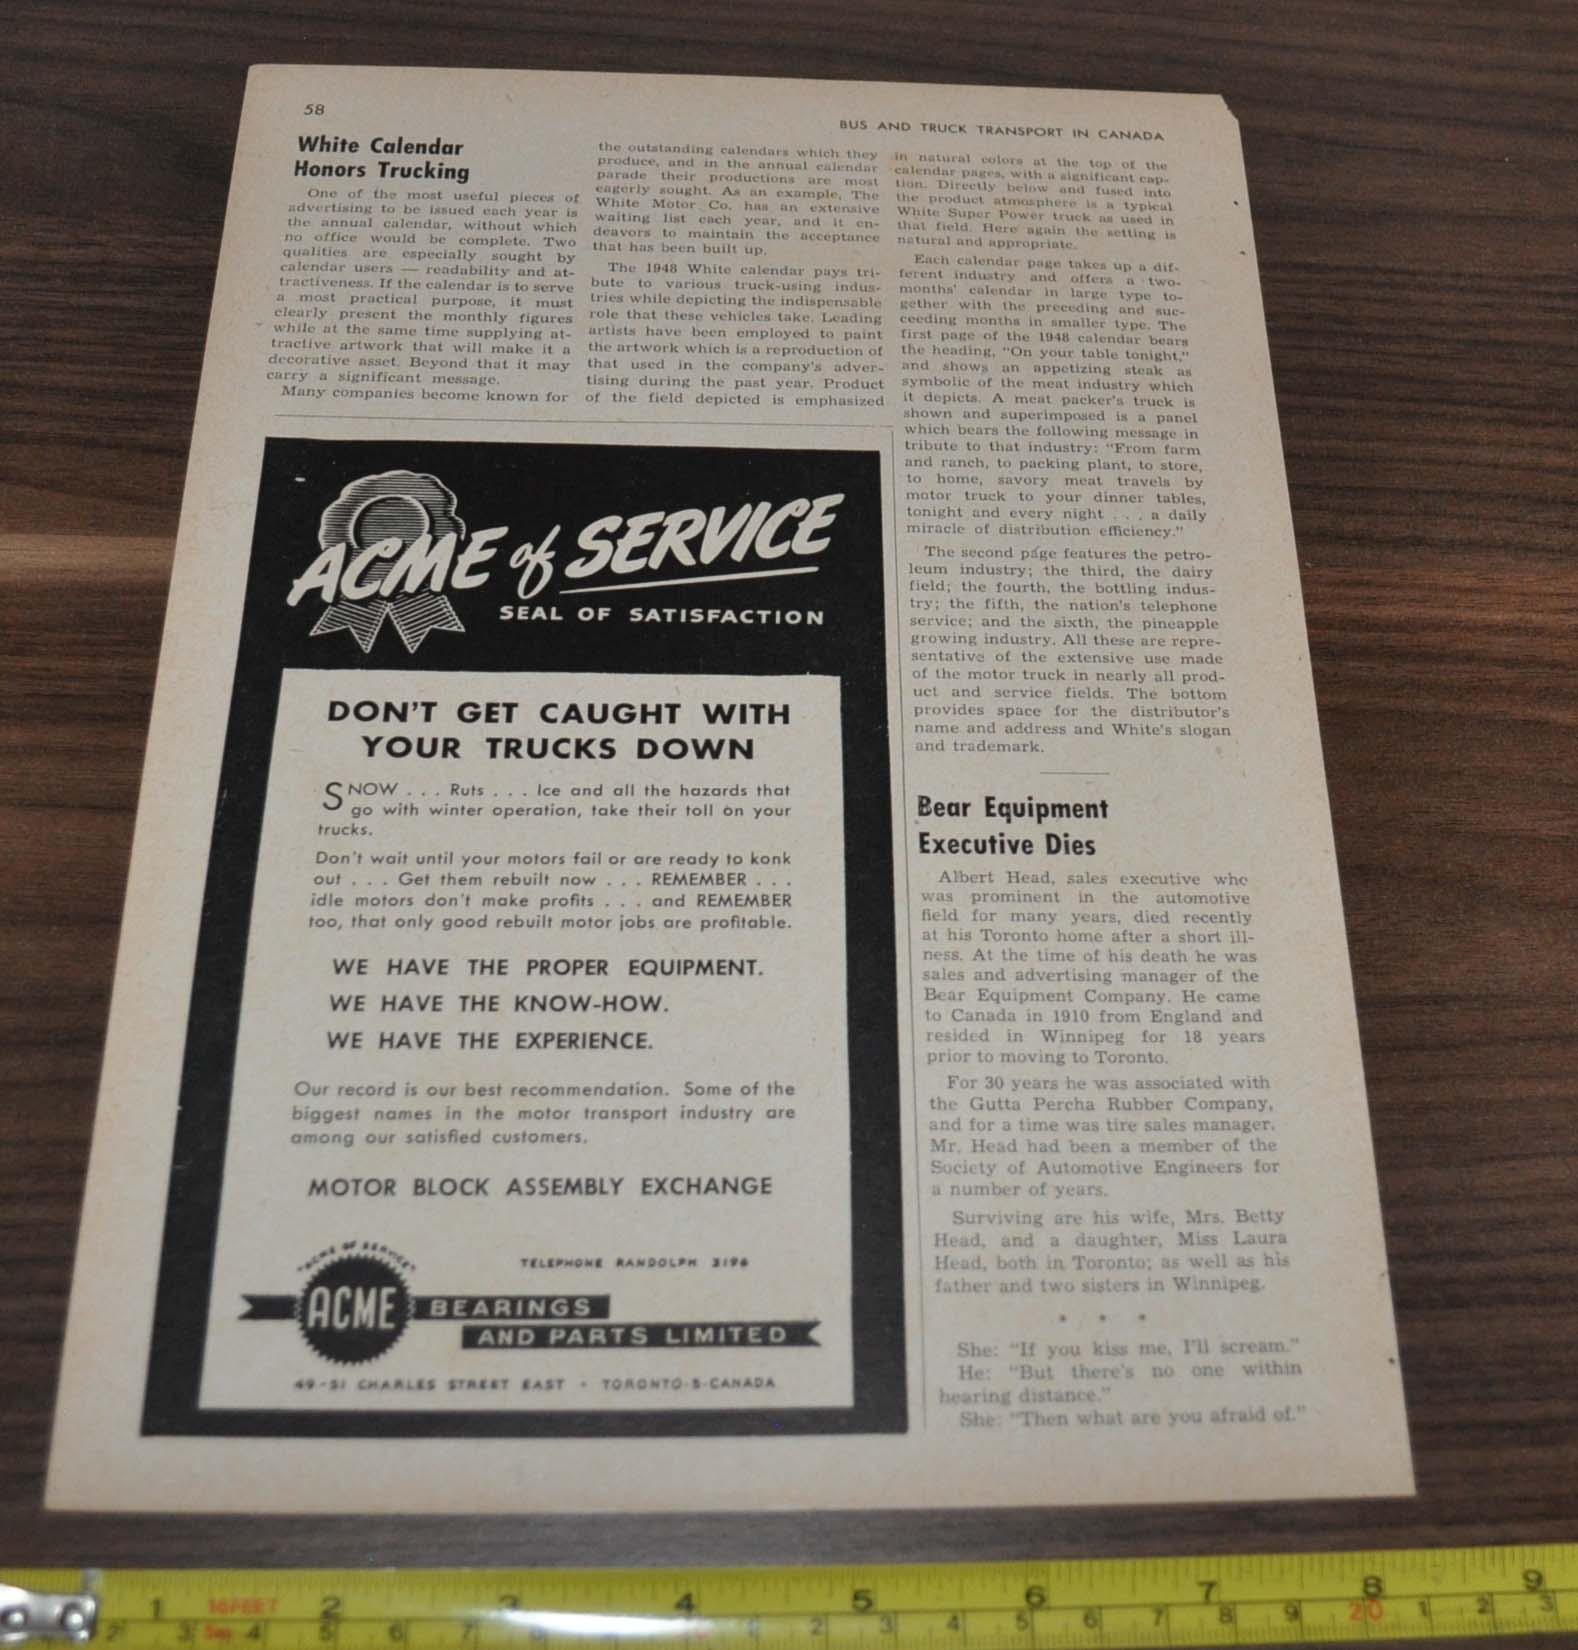 58
BUS AND TRUCK TRANSPORT IN CANADA
White Calendar
Honors Trucking
One of the most useful pieces of
advertising to be issued each year is
the annual calendar, without which
no office would be complete. Two
qualities are especially sought by
calendar users — readability and at-
tractiveness. If the calendar is to serve
a most practical purpose, it must
clearly present the monthly figures
while at the same time supplying at-
tractive artwork that will make it a
decorative asset. Beyond that it may
carry a significant message.
Many companies become known for
the outstanding calendars which they
produce, and in the annual calendar
parade their productions are most
eagerly sought. As an example, The
White Motor Co. has an extensive
waiting list each year, and it en-
deavors to maintain the acceptance
that has been built up.
The 1948 White calendar pays tri-
bute to various truck-using indus-
tries while depicting the indispensable
role that these vehicles take. Leading
artists have been employed to paint
the artwork which is a reproduction of
that used in the company's adver-
tising during the past year. Product
of the field depicted is emphasized
in natural colors at the top of the
calendar pages, with a significant cap-
tion. Directly below and fused into
the product atmosphere is a typical
White Super Power truck as used in
that field. Here again the setting is
natural and appropriate.
Each calendar page takes up a dif-
ferent industry and offers a two-
months' calendar in large type to-
gether with the preceding and suc-
ceeding months in smaller type. The
first page of the 1948 calendar bears
the heading, "On your table tonight,"
and shows an appetizing steak as
symbolic of the meat industry which
it depicts. A meat packer's truck is
shown and superimposed is a panel
which bears the following message in
tribute to that industry: "From farm
and ranch, to packing plant, to store,
to home, savory meat travels by
motor truck to your dinner tables,
tonight and every night . . . a daily
miracle of distribution efficiency."
The second page features the petro-
leum industry; the third, the dairy
field; the fourth, the bottling indus-
try; the fifth, the nation's telephone
service; and the sixth, the pineapple
growing industry. All these are repre-
sentative of the extensive use made
of the motor truck in nearly all prod-
uct and service fields. The bottom
provides space for the distributor's
name and address and White's slogan
and trademark.
Bear Equipment
Executive Dies
Albert Head, sales executive who
was prominent in the automotive
field for many years, died recently
at his Toronto home after a short ill-
ness. At the time of his death he was
sales and advertising manager of the
Bear Equipment Company. He came
to Canada in 1910 from England and
resided in Winnipeg for 18 years
prior to moving to Toronto.
For 30 years he was associated with
the Gutta Percha Rubber Company,
and for a time was tire sales manager.
Mr. Head had been a member of the
Society of Automotive Engineers for
a number of years.
Surviving are his wife, Mrs. Betty
Head, and a daughter, Miss Laura
Head, both in Toronto; as well as his
father and two sisters in Winnipeg.
* * *
She: "If you kiss me, I'll scream."
He: "But there's no one within
hearing distance."
She: "Then what are you afraid of."
ACME of SERVICE
SEAL OF SATISFACTION
DON'T GET CAUGHT WITH
YOUR TRUCKS DOWN
SNOW . . . Ruts . . . Ice and all the hazards that
go with winter operation, take their toll on your
trucks.
Don't wait until your motors fail or are ready to konk
out . . . Get them rebuilt now . . . REMEMBER . . .
idle motors don't make profits . . . and REMEMBER
too, that only good rebuilt motor jobs are profitable.
WE HAVE THE PROPER EQUIPMENT.
WE HAVE THE KNOW-HOW.
WE HAVE THE EXPERIENCE.
Our record is our best recommendation. Some of the
biggest names in the motor transport industry are
among our satisfied customers.
MOTOR BLOCK ASSEMBLY EXCHANGE
"ACME OF SERVICE"
TELEPHONE RANDOLPH 3196
ACME BEARINGS
AND PARTS LIMITED
49-51 CHARLES STREET EAST - TORONTO-5-CANADA
1 10FEET 2 3 4 5 6 7 8 9
2 3 5m 4 5 6 7 1 2 3 4 5 6 7 8 9 20 1 2 3